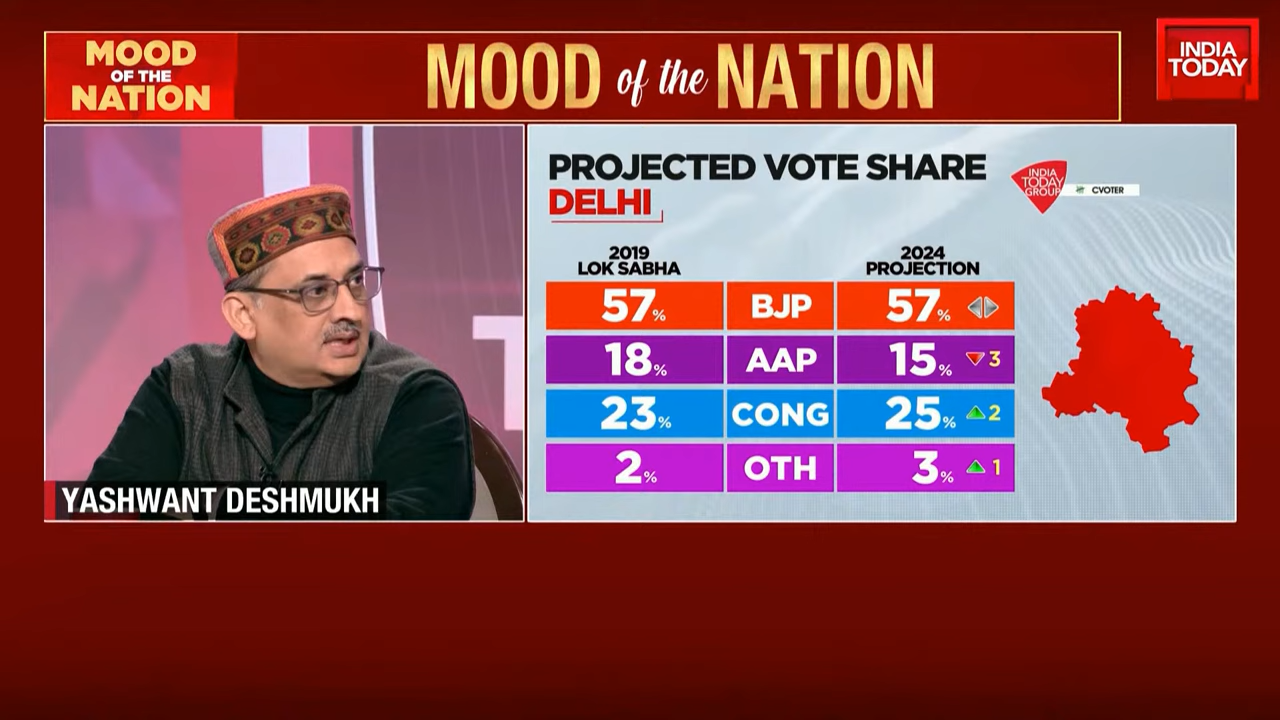 MOOD
OF THE
NATION
MOOD of the NATION
INDIA
TODAY
PROJECTED VOTE SHARE
DELHI
INDIA
TODAY
GROUP
CVOTER
2019
LOK SABHA
2024
PROJECTION
57% BJP 57%
18% AAP 15% 3
23% CONG 25% 2
2% OTH 3% 1
T
YASHWANT DESHMUKH